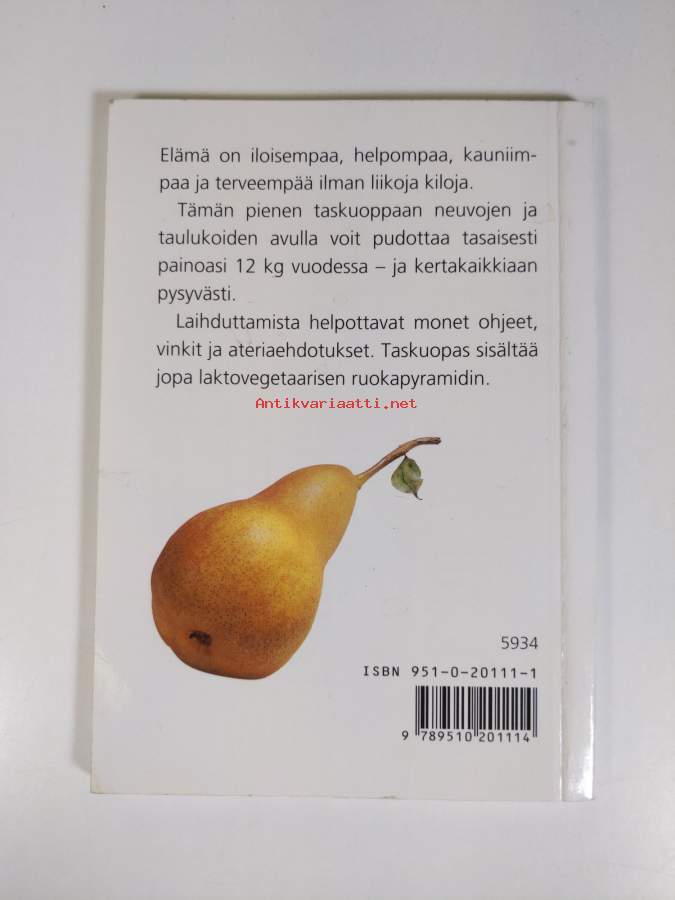 Elämä on iloisempaa, helpompaa, kauniim-
paa ja terveempää ilman liikoja kiloja.
Tämän pienen taskuoppaan neuvojen ja
taulukoiden avulla voit pudottaa tasaisesti
painoasi 12 kg vuodessa – ja kertakaikkiaan
pysyvästi.
Laihduttamista helpottavat monet ohjeet,
vinkit ja ateriaehdotukset. Taskuopas sisältää
jopa laktovegetaarisen ruokapyramidin.
Antikvariaatti.net
5934
ISBN 951-0-20111-1
9 789510 201114